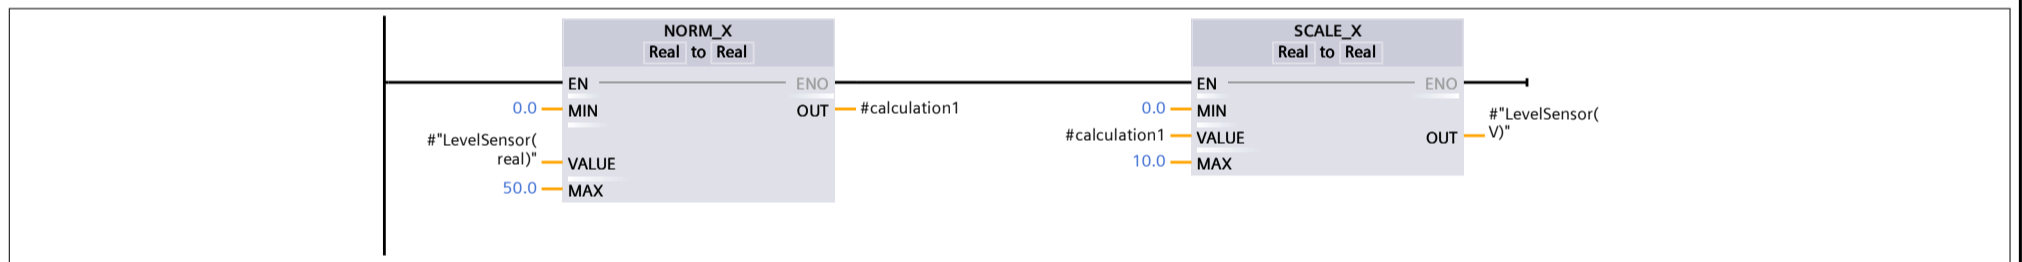 NORM_X
Real to Real
EN ENO
0.0 MIN OUT #calculation1
#"LevelSensor(
real)" VALUE
50.0 MAX
SCALE_X
Real to Real
EN ENO
0.0 MIN
#calculation1 VALUE OUT #"LevelSensor(
V)"
10.0 MAX